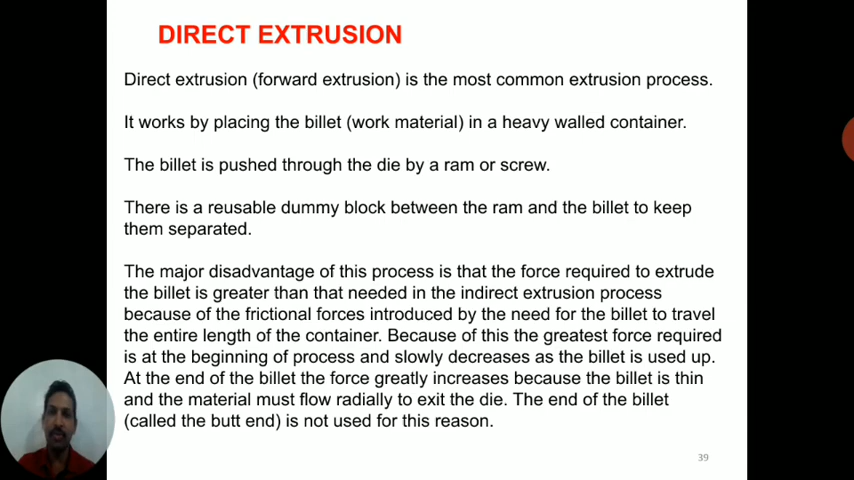 DIRECT EXTRUSION
Direct extrusion (forward extrusion) is the most common extrusion process.
It works by placing the billet (work material) in a heavy walled container.
The billet is pushed through the die by a ram or screw.
There is a reusable dummy block between the ram and the billet to keep
them separated.
The major disadvantage of this process is that the force required to extrude
the billet is greater than that needed in the indirect extrusion process
because of the frictional forces introduced by the need for the billet to travel
the entire length of the container. Because of this the greatest force required
is at the beginning of process and slowly decreases as the billet is used up.
At the end of the billet the force greatly increases because the billet is thin
and the material must flow radially to exit the die. The end of the billet
(called the butt end) is not used for this reason.
39